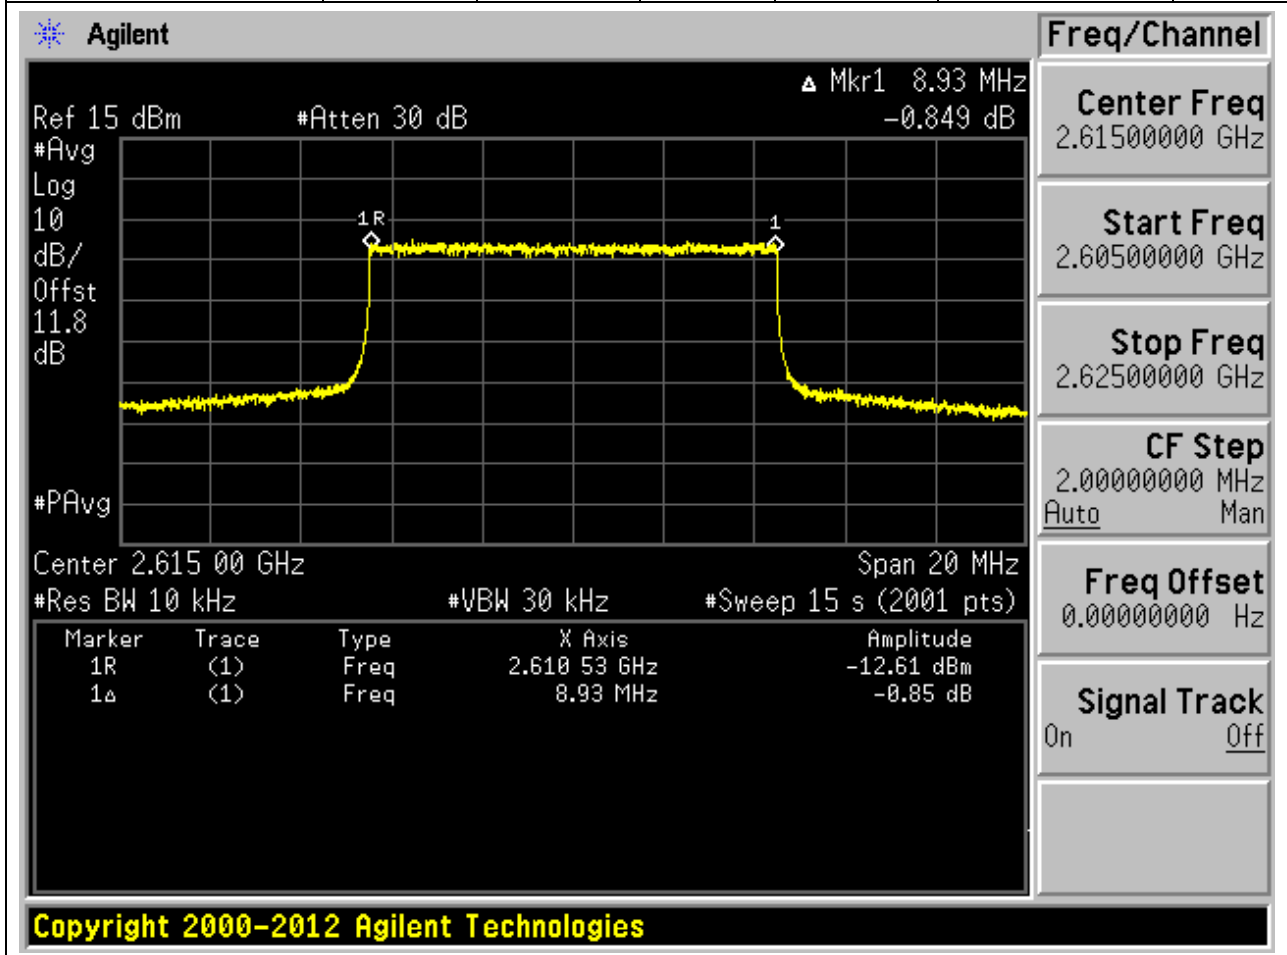 Agilent
Freq/Channel
▵ Mkr1 8.93 MHz
Ref 15 dBm #Atten 30 dB -0.849 dB
#Avg
Log
10
dB/
Offst
11.8
dB
1R
1
#PAvg
Center 2.615 00 GHz Span 20 MHz
#Res BW 10 kHz #VBW 30 kHz #Sweep 15 s (2001 pts)
Marker Trace Type X Axis Amplitude
1R (1) Freq 2.610 53 GHz -12.61 dBm
1▵ (1) Freq 8.93 MHz -0.85 dB
Center Freq
2.61500000 GHz
Start Freq
2.60500000 GHz
Stop Freq
2.62500000 GHz
CF Step
2.00000000 MHz
Auto Man
Freq Offset
0.00000000 Hz
Signal Track
On Off
Copyright 2000-2012 Agilent Technologies